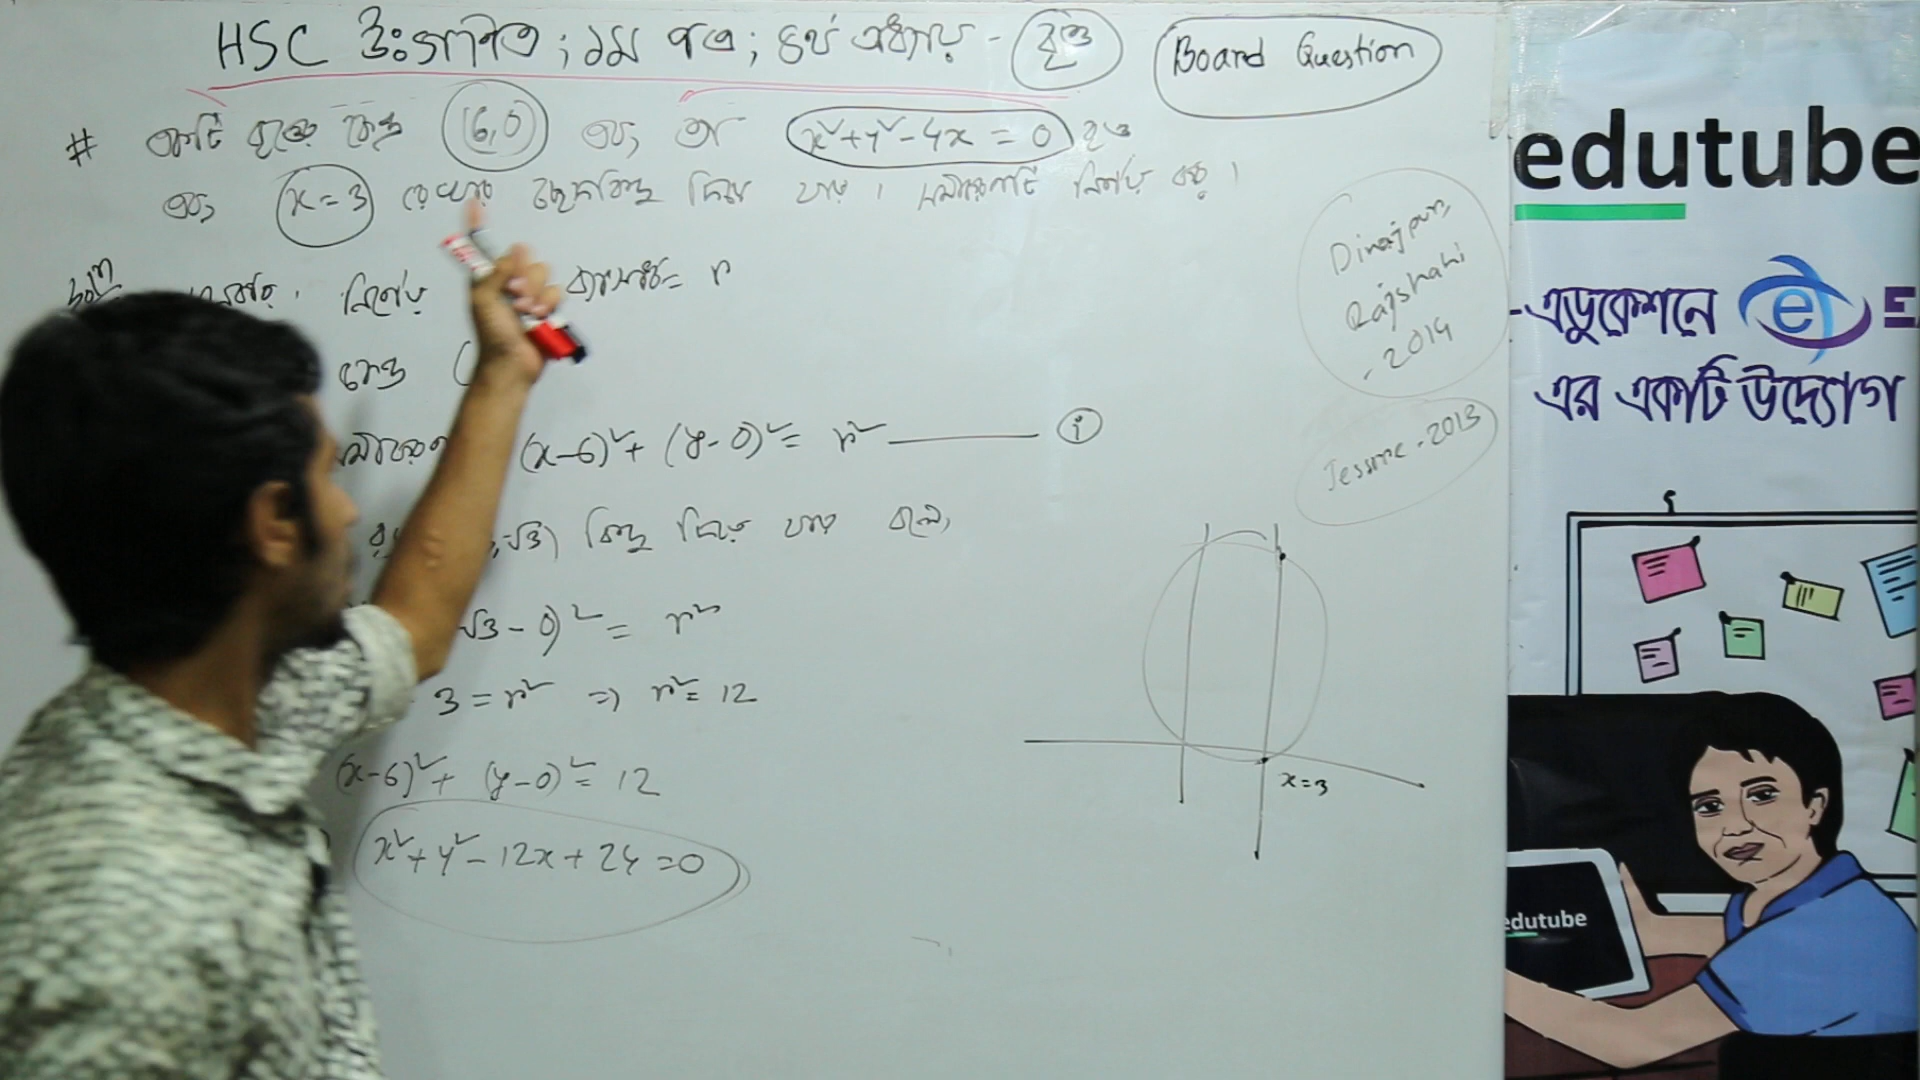 HSC উঃগণিত ; ১ম পত্র ; ৪র্থ অধ্যায় - বৃত্ত Board Question
# একটি বৃত্তের কেন্দ্র (6,0) এবং তা x²+y²-4x = 0 বৃত্ত
এবং x = 3 রেখার ছেদবিন্দু দিয়ে যায় । সমীকরণটি নির্ণয় কর ।
Solⁿ নির্ণেয় ব্যাসার্ধ = r
কেন্দ্র (
(x-6)²+ (y-0)² = r² i
,√3) বিন্দু দিয়ে যায় বলে,
√3 - 0)² = r²
3 = r² ⇒ r² = 12
(x-6)²+ (y-0)² = 12
x²+y²-12x+24=0
x=3
Dinajpur,
Rajshahi
-2014
Jessore-2013
edutube
-এডুকেশনে e E
এর একটি উদ্যোগ
edutube